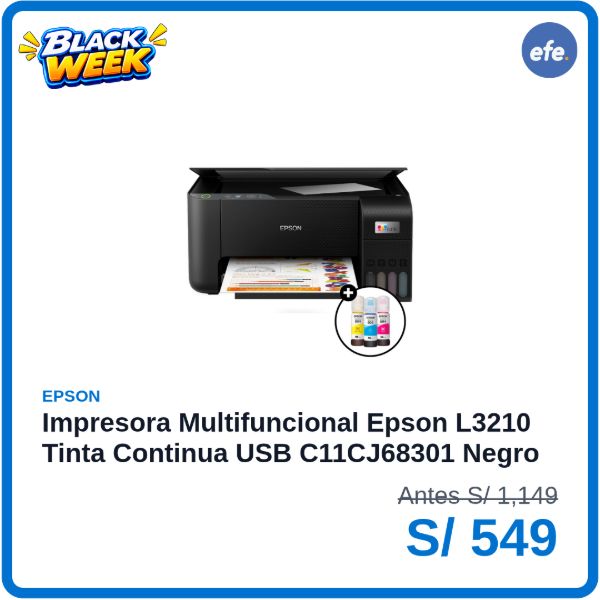 BLACK
WEEK
efe.
EPSON
EPSON
Impresora Multifuncional Epson L3210
Tinta Continua USB C11CJ68301 Negro
Antes S/ 1,149
S/ 549